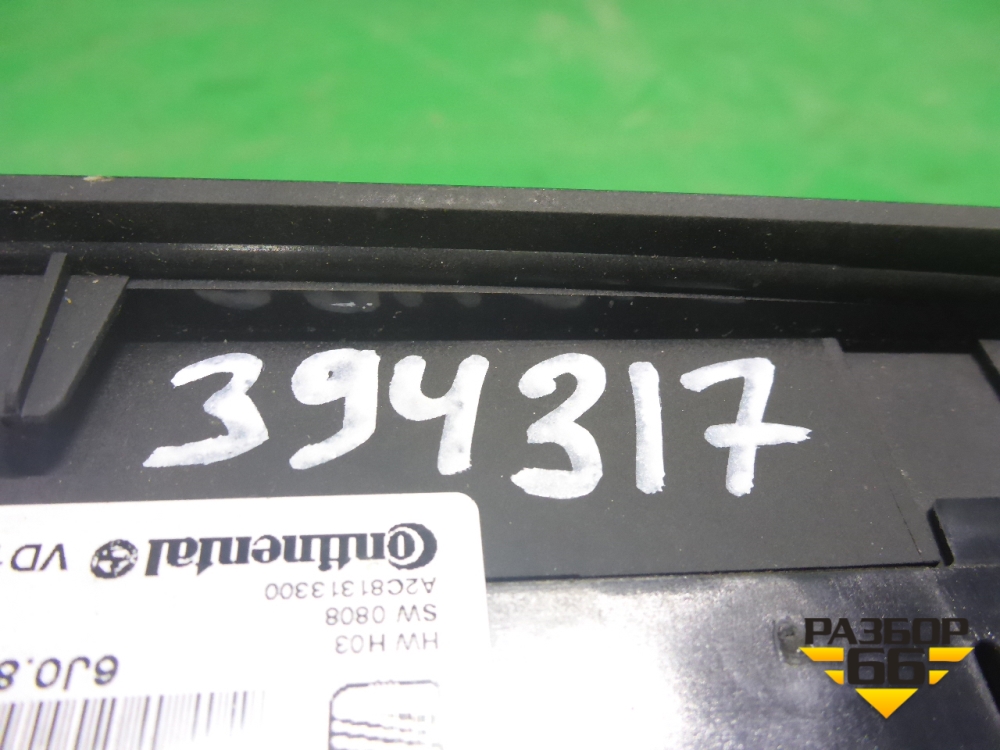 394317
6J0.8
HW H03
SW 0808
A2C81313300
Continental VD
РАЗБОР
66